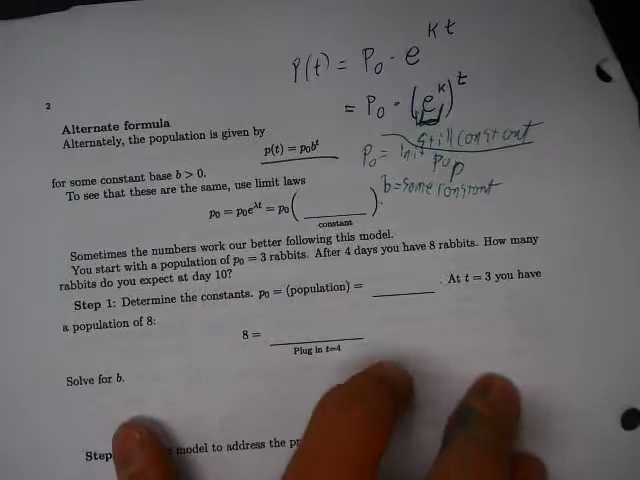 P(t) = P₀ · e^{kt}
= P₀ · (e^k)^t
still constant
P₀ = init pop
b = some constant
2
Alternate formula
Alternately, the population is given by
p(t) = p₀bᵗ
for some constant base b > 0.
To see that these are the same, use limit laws
p₀ = p₀e^{λt} = p₀( ________ )ᵗ.
constant
Sometimes the numbers work our better following this model.
You start with a population of p₀ = 3 rabbits. After 4 days you have 8 rabbits. How many
rabbits do you expect at day 10?
Step 1: Determine the constants. p₀ = (population) = ________ . At t = 3 you have
a population of 8:
8 = ________
Plug in t=4
Solve for b.
Step model to address the